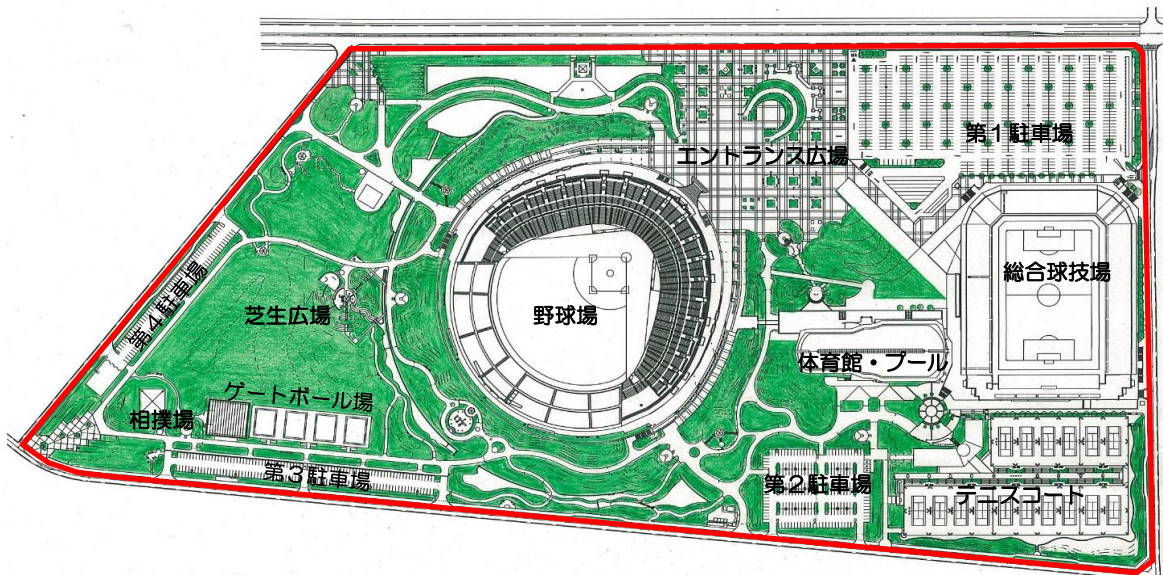 第1駐車場
エントランス広場
総合球技場
第4駐車場
芝生広場
野球場
体育館・プール
ゲートボール場
相撲場
第3駐車場
第2駐車場
テニスコート